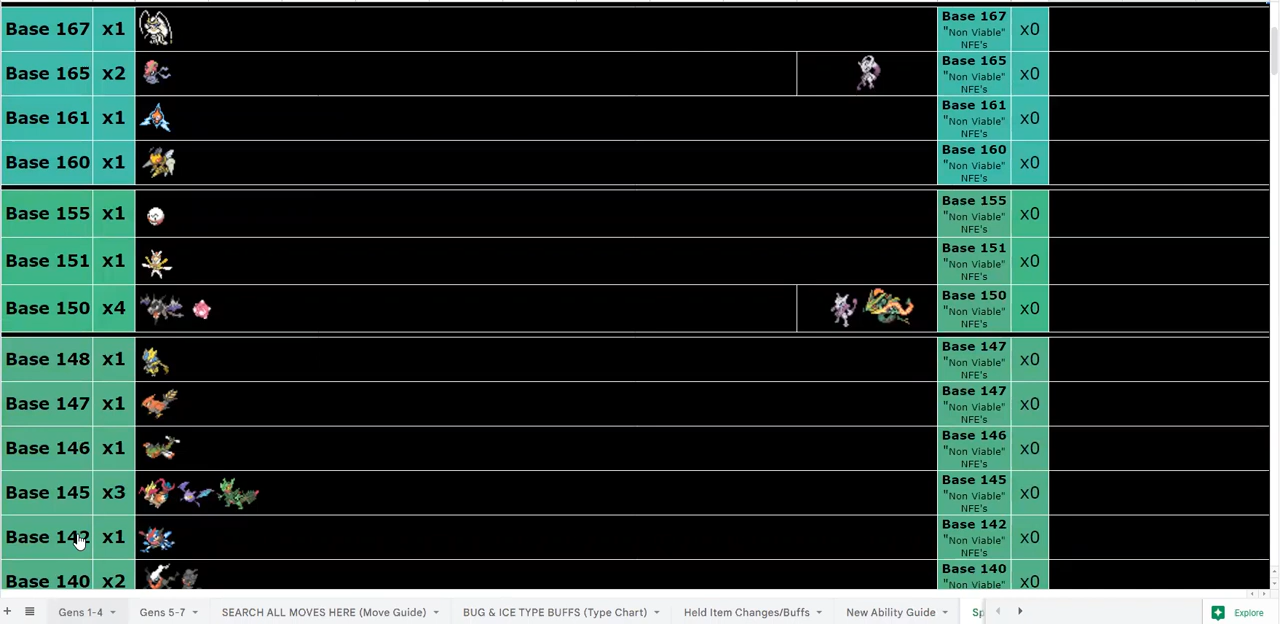 Base 167 x1 Base 167 "Non Viable" NFE's x0
Base 165 x2 Base 165 "Non Viable" NFE's x0
Base 161 x1 Base 161 "Non Viable" NFE's x0
Base 160 x1 Base 160 "Non Viable" NFE's x0
Base 155 x1 Base 155 "Non Viable" NFE's x0
Base 151 x1 Base 151 "Non Viable" NFE's x0
Base 150 x4 Base 150 "Non Viable" NFE's x0
Base 148 x1 Base 147 "Non Viable" NFE's x0
Base 147 x1 Base 147 "Non Viable" NFE's x0
Base 146 x1 Base 146 "Non Viable" NFE's x0
Base 145 x3 Base 145 "Non Viable" NFE's x0
Base 142 x1 Base 142 "Non Viable" NFE's x0
Base 140 x2 Base 140 "Non Viable" x0
+ Gens 1-4 Gens 5-7 SEARCH ALL MOVES HERE (Move Guide) BUG & ICE TYPE BUFFS (Type Chart) Held Item Changes/Buffs New Ability Guide Sp Explore